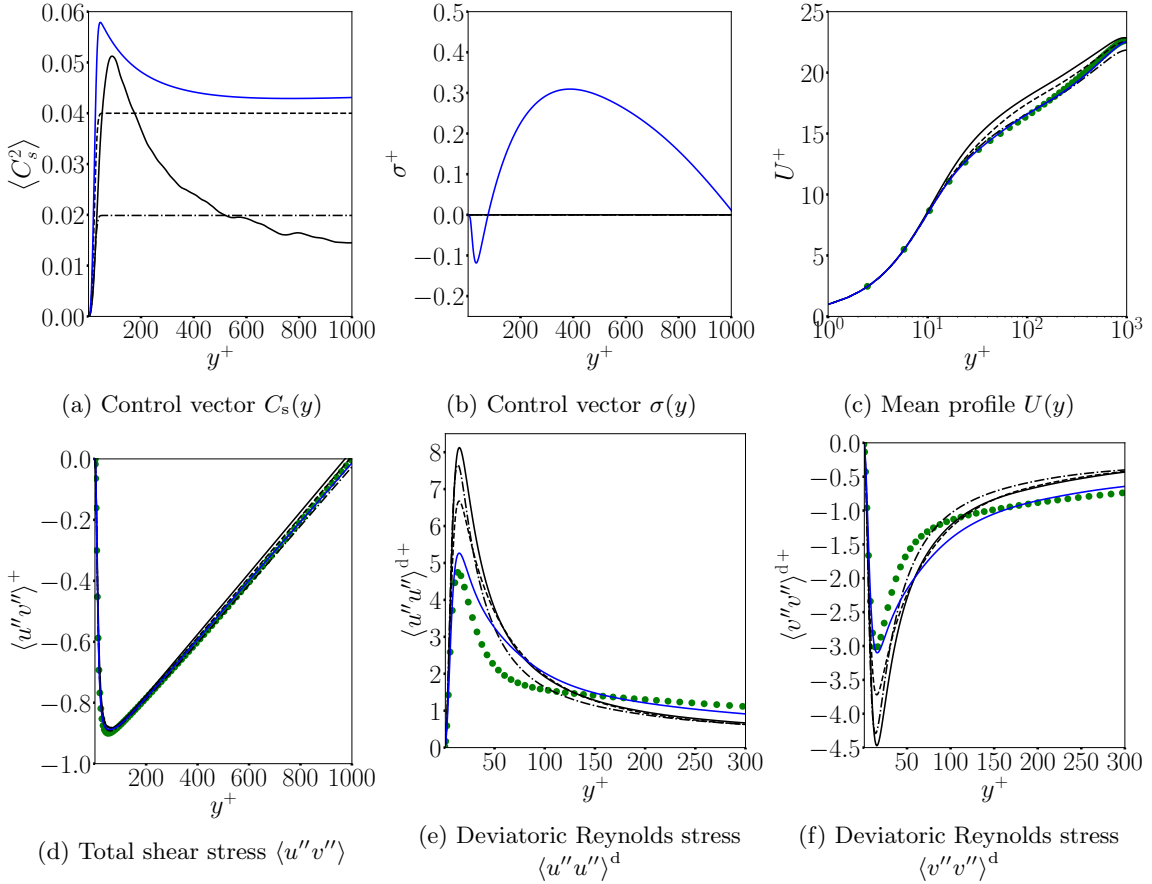 0.06
0.05
0.04
0.03
0.02
0.01
0.00
⟨C_s^2⟩
200 400 600 800 1000
y^+
(a) Control vector C_s(y)
0.5
0.4
0.3
0.2
0.1
0.0
−0.1
−0.2
σ^+
200 400 600 800 1000
y^+
(b) Control vector σ(y)
25
20
15
10
5
0
U^+
10^0 10^1 10^2 10^3
y^+
(c) Mean profile U(y)
0.0
−0.2
−0.4
−0.6
−0.8
−1.0
⟨u″v″⟩^+
200 400 600 800 1000
y^+
(d) Total shear stress ⟨u″v″⟩
8
7
6
5
4
3
2
1
0
⟨u″u″⟩^{d+}
50 100 150 200 250 300
y^+
(e) Deviatoric Reynolds stress
⟨u″u″⟩^d
0.0
−0.5
−1.0
−1.5
−2.0
−2.5
−3.0
−3.5
−4.0
−4.5
⟨v″v″⟩^{d+}
50 100 150 200 250 300
y^+
(f) Deviatoric Reynolds stress
⟨v″v″⟩^d